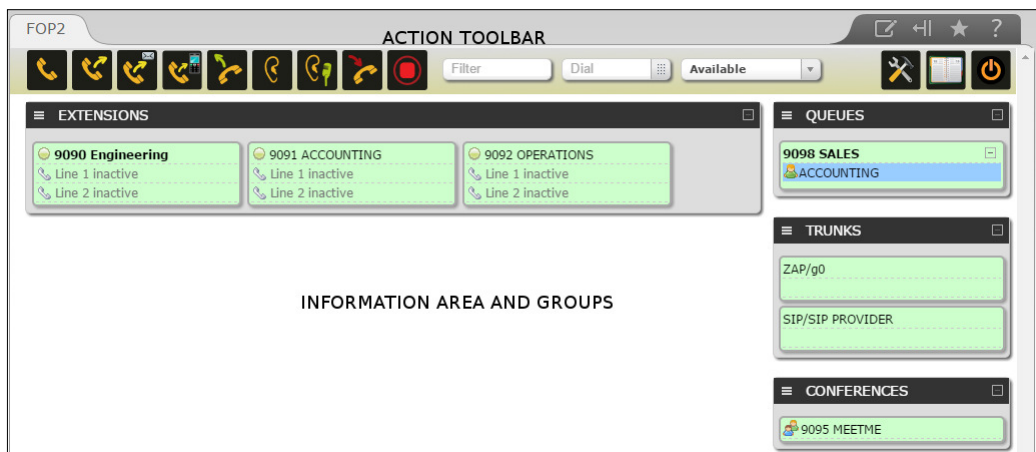 FOP2
ACTION TOOLBAR
Filter
Dial
Available
EXTENSIONS
9090 Engineering
Line 1 inactive
Line 2 inactive
9091 ACCOUNTING
Line 1 inactive
Line 2 inactive
9092 OPERATIONS
Line 1 inactive
Line 2 inactive
INFORMATION AREA AND GROUPS
QUEUES
9098 SALES
ACCOUNTING
TRUNKS
ZAP/g0
SIP/SIP PROVIDER
CONFERENCES
9095 MEETME